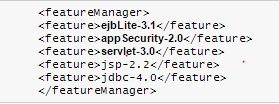 <featureManager>
<feature>ejbLite-3.1</feature>
<feature>appSecurity-2.0</feature>
<feature>servlet-3.0</feature>
<feature>jsp-2.2</feature>
<feature>jdbc-4.0</feature>
</featureManager>